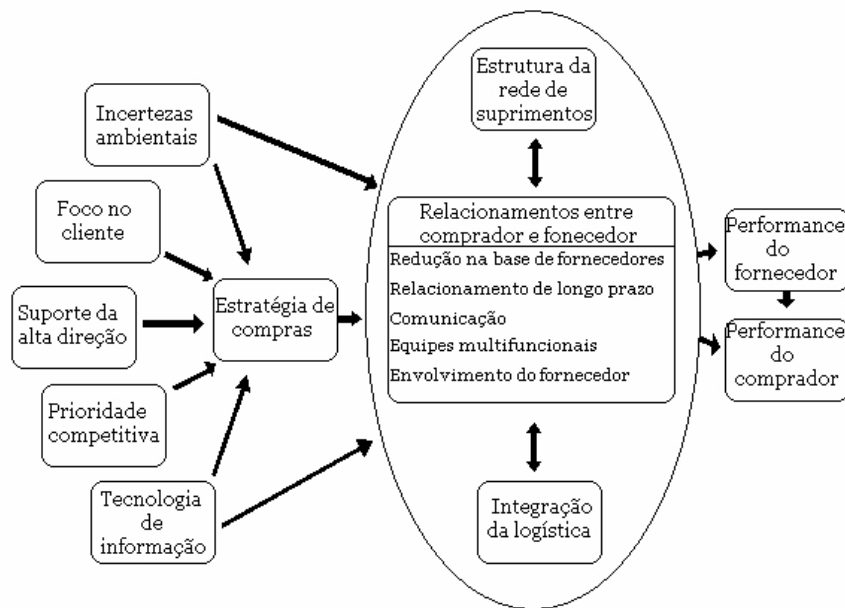 Incertezas
ambientais
Foco no
cliente
Suporte da
alta direção
Prioridade
competitiva
Tecnologia
de
informação
Estratégia de
compras
Estrutura da
rede de
suprimentos
Relacionamentos entre
comprador e fonecedor
Redução na base de fornecedores
Relacionamento de longo prazo
Comunicação
Equipes multifuncionais
Envolvimento do fornecedor
Integração
da logística
Performance
do
fornecedor
Performance
do
comprador